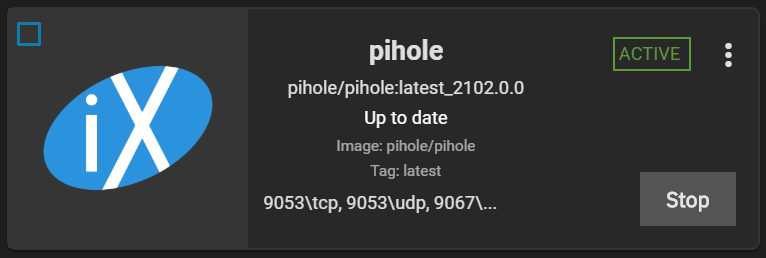 iX
pihole
ACTIVE
pihole/pihole:latest_2102.0.0
Up to date
Image: pihole/pihole
Tag: latest
9053\tcp, 9053\udp, 9067\...
Stop